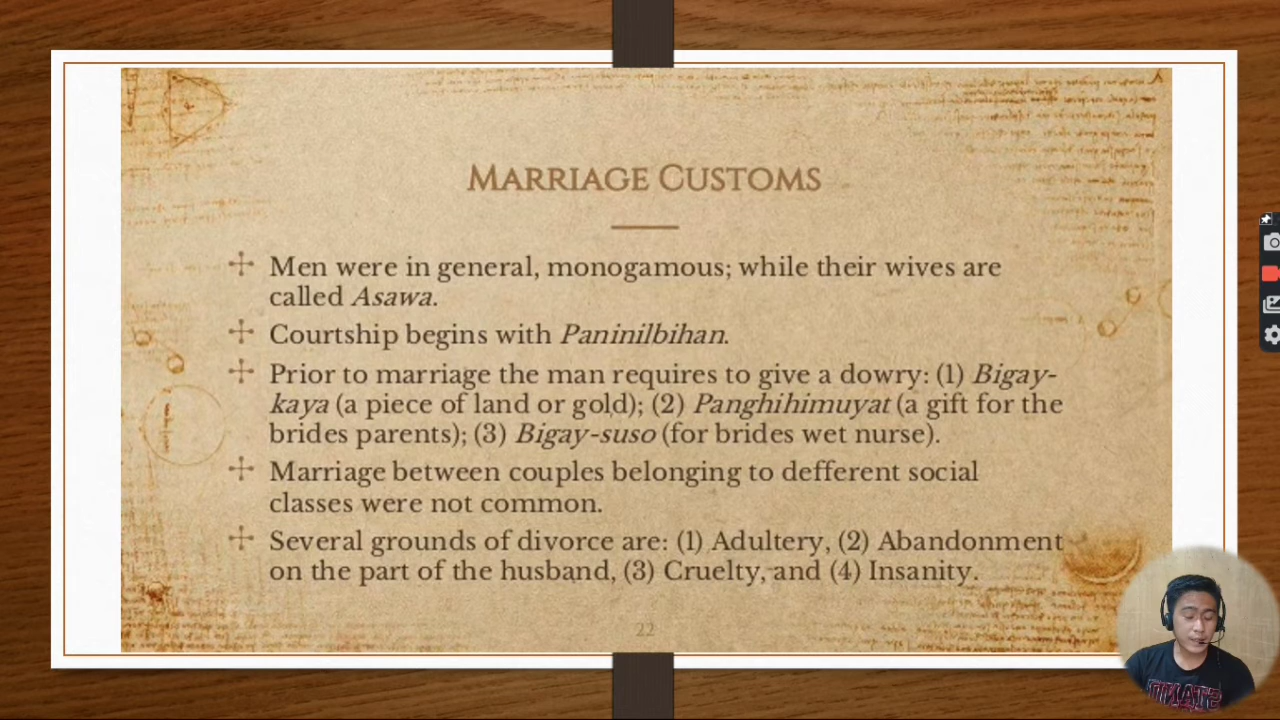 Marriage Customs
Men were in general, monogamous; while their wives are
called Asawa.
Courtship begins with Paninilbihan.
Prior to marriage the man requires to give a dowry: (1) Bigay-
kaya (a piece of land or gold); (2) Panghihimuyat (a gift for the
brides parents); (3) Bigay-suso (for brides wet nurse).
Marriage between couples belonging to defferent social
classes were not common.
Several grounds of divorce are: (1) Adultery, (2) Abandonment
on the part of the husband, (3) Cruelty, and (4) Insanity.
22